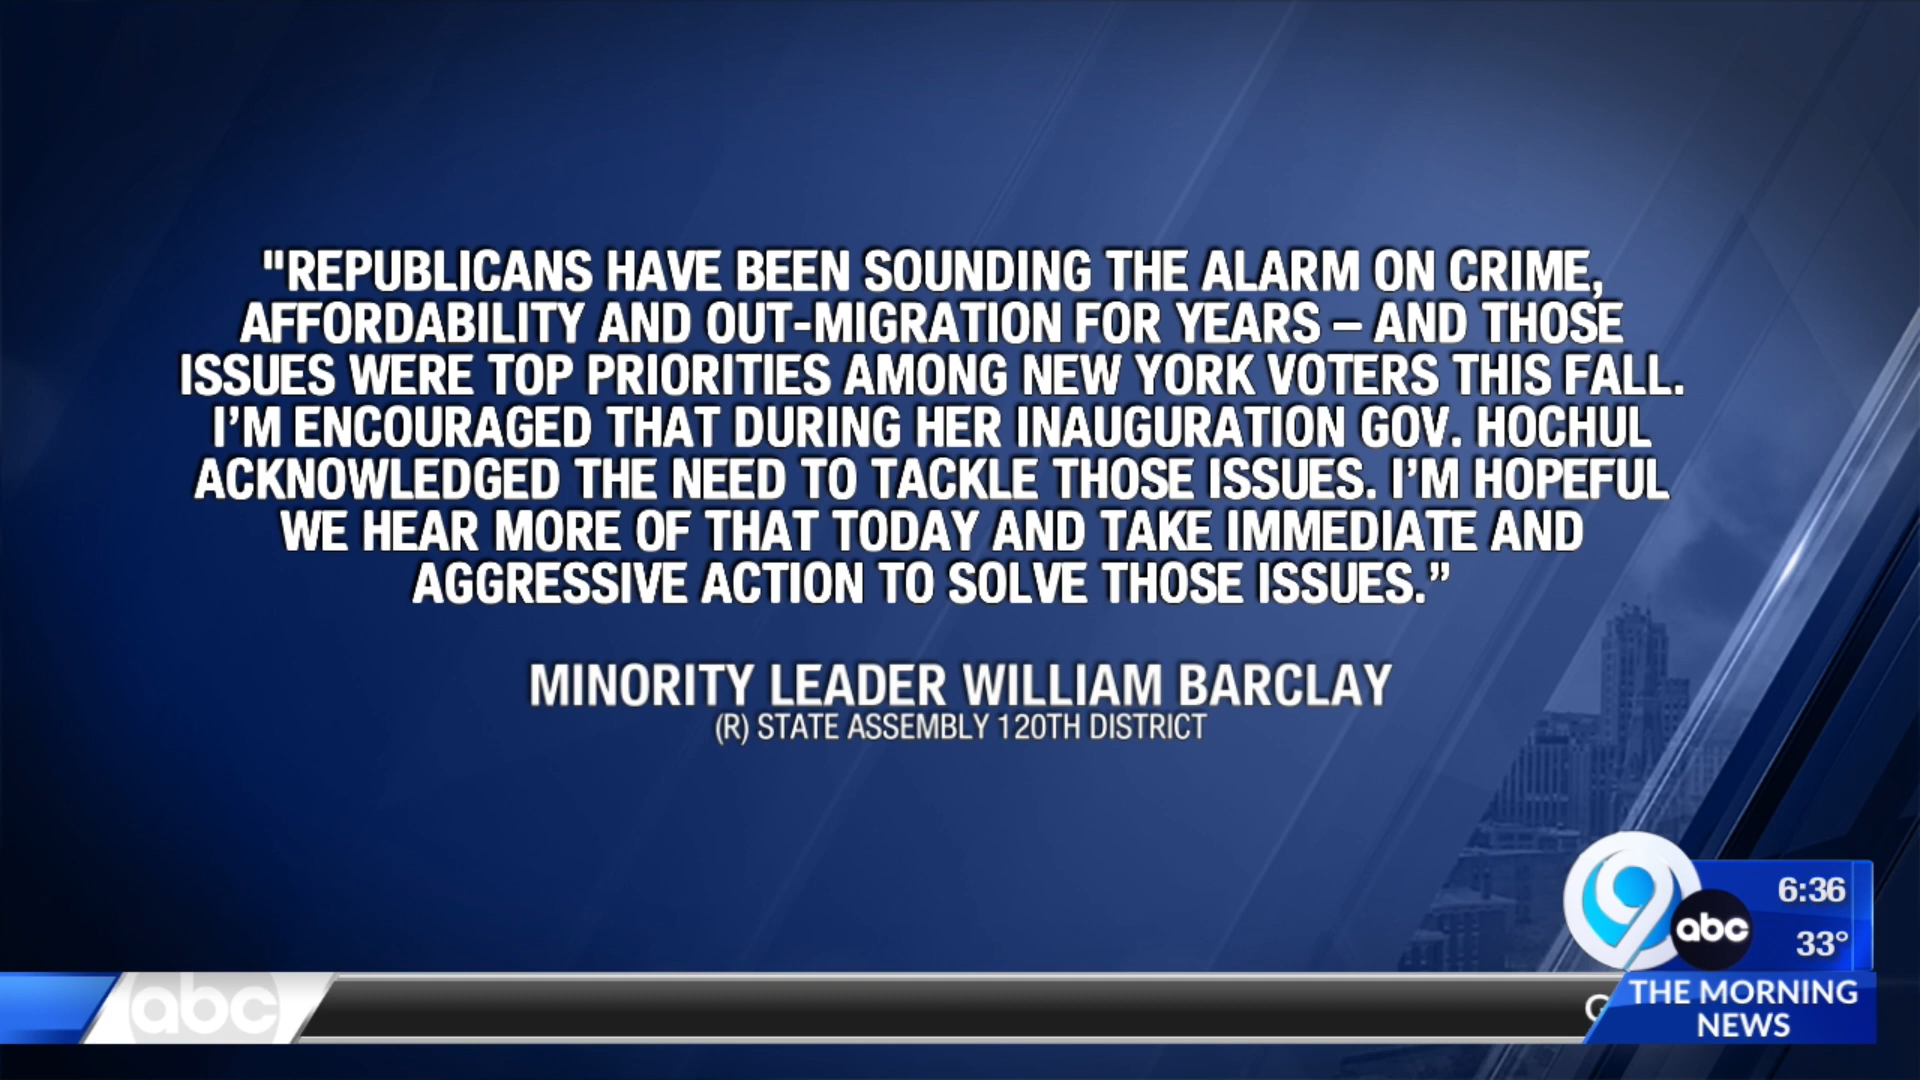 "REPUBLICANS HAVE BEEN SOUNDING THE ALARM ON CRIME,
AFFORDABILITY AND OUT-MIGRATION FOR YEARS – AND THOSE
ISSUES WERE TOP PRIORITIES AMONG NEW YORK VOTERS THIS FALL.
I’M ENCOURAGED THAT DURING HER INAUGURATION GOV. HOCHUL
ACKNOWLEDGED THE NEED TO TACKLE THOSE ISSUES. I’M HOPEFUL
WE HEAR MORE OF THAT TODAY AND TAKE IMMEDIATE AND
AGGRESSIVE ACTION TO SOLVE THOSE ISSUES.”
MINORITY LEADER WILLIAM BARCLAY
(R) STATE ASSEMBLY 120TH DISTRICT
9
abc
6:36
33°
abc
THE MORNING
NEWS